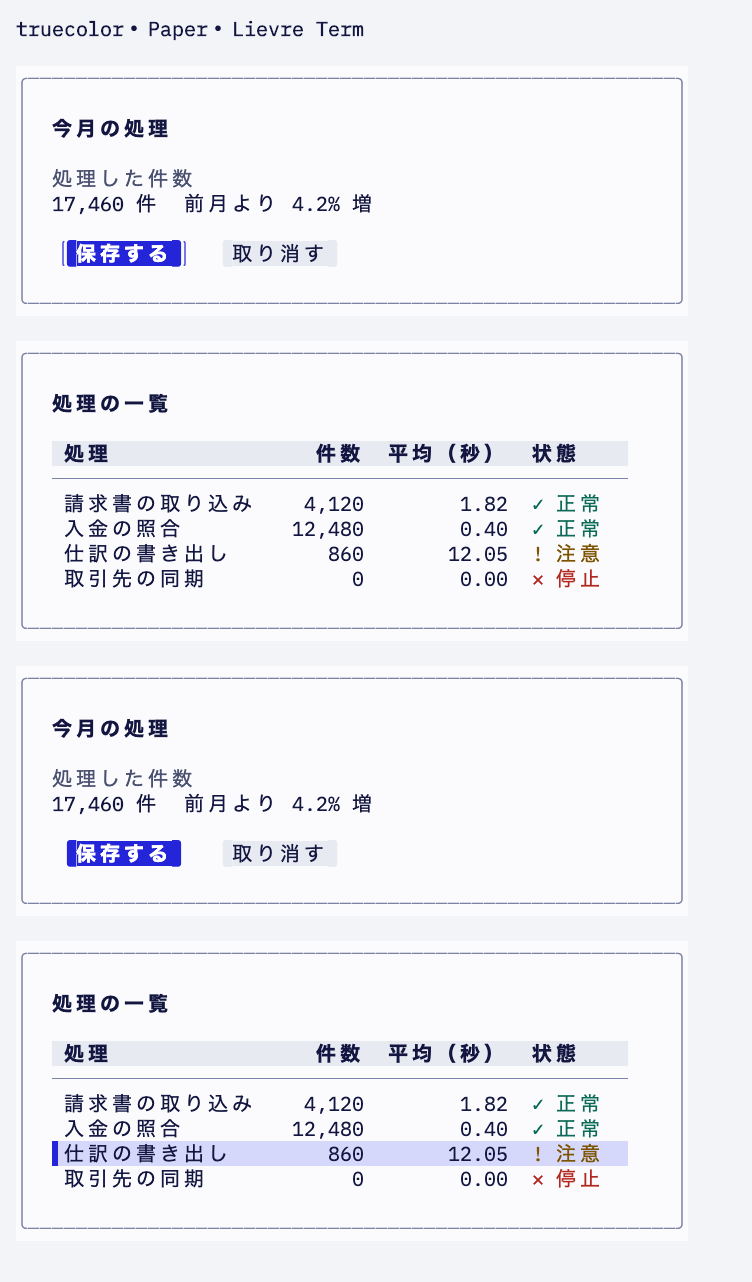 truecolor • Paper • Lievre Term
今月の処理
処理した件数
17,460 件 前月より 4.2% 増
保存する 取り消す
処理の一覧
処理 件数 平均 (秒) 状態
請求書の取り込み 4,120 1.82 ✓ 正常
入金の照合 12,480 0.40 ✓ 正常
仕訳の書き出し 860 12.05 ! 注意
取引先の同期 0 0.00 × 停止
今月の処理
処理した件数
17,460 件 前月より 4.2% 増
保存する 取り消す
処理の一覧
処理 件数 平均 (秒) 状態
請求書の取り込み 4,120 1.82 ✓ 正常
入金の照合 12,480 0.40 ✓ 正常
仕訳の書き出し 860 12.05 ! 注意
取引先の同期 0 0.00 × 停止